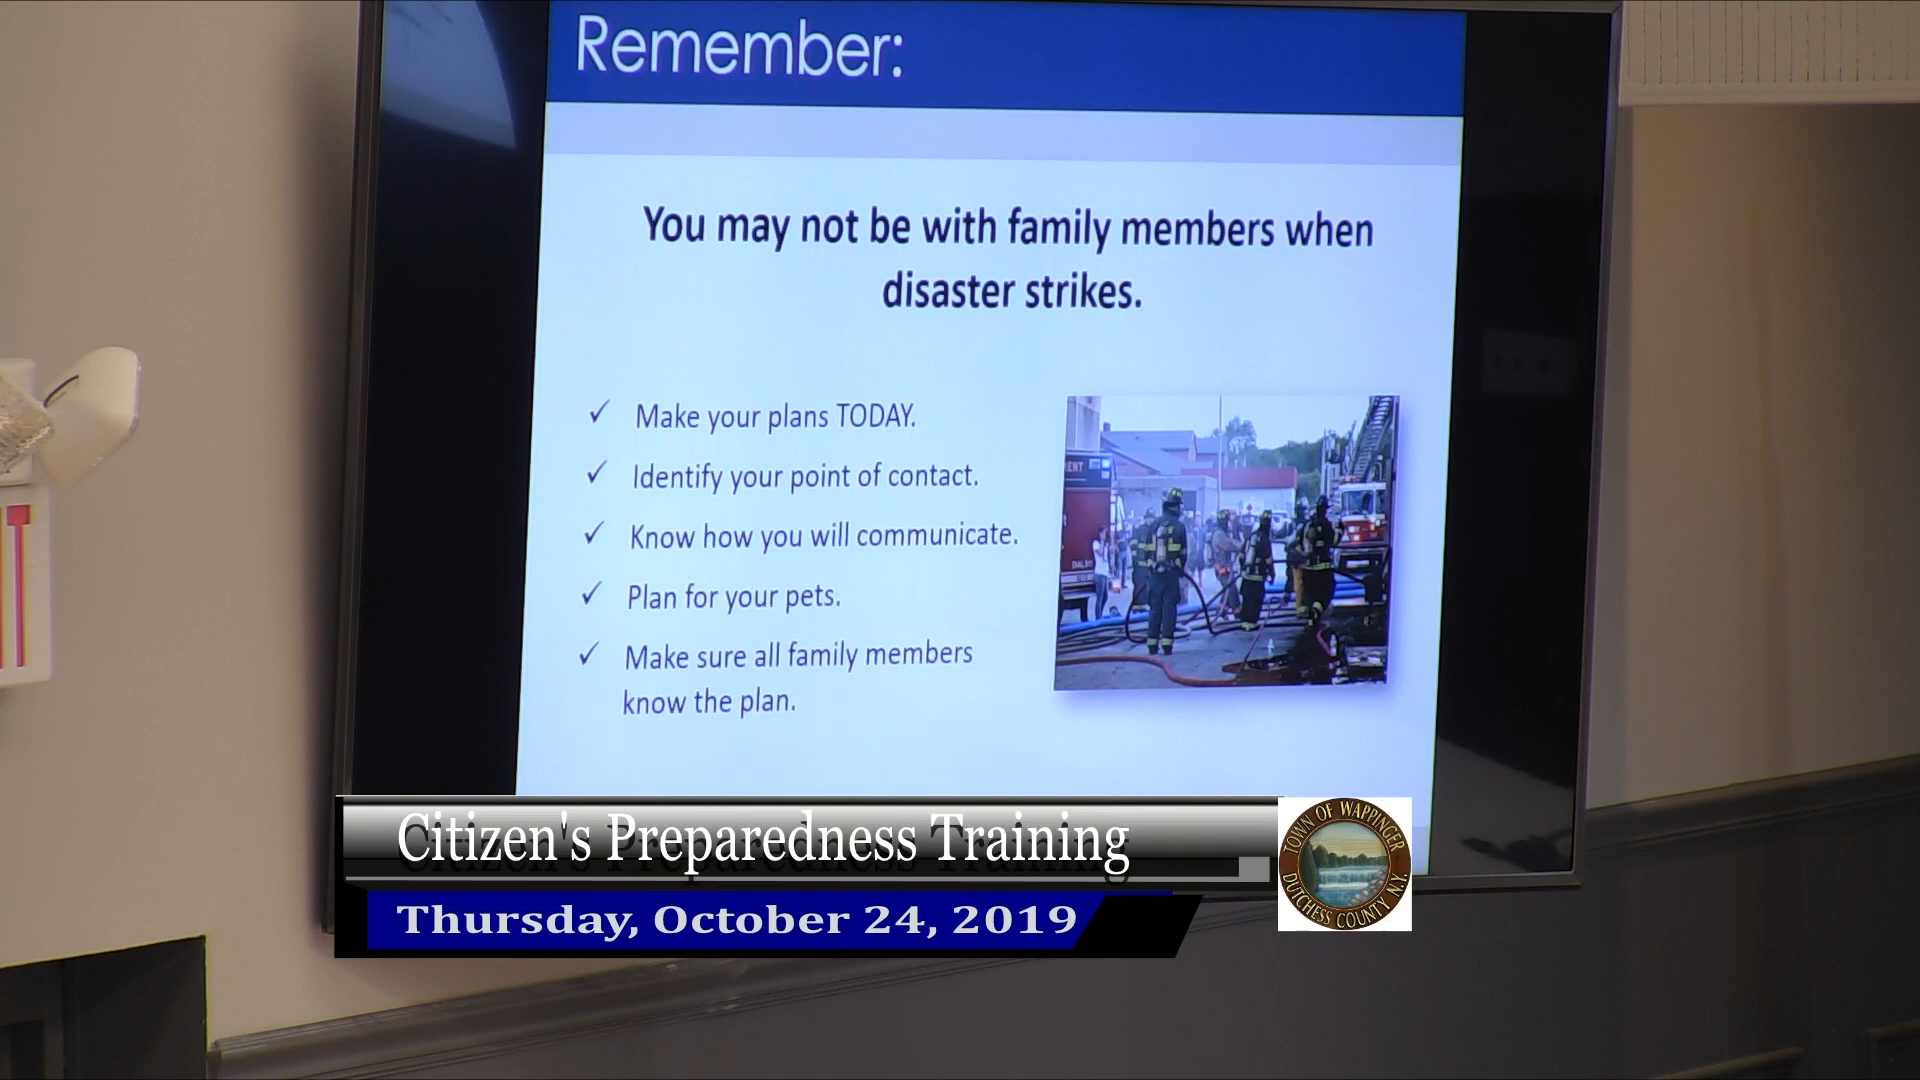 Remember:
You may not be with family members when
disaster strikes.
✓ Make your plans TODAY.
✓ Identify your point of contact.
✓ Know how you will communicate.
✓ Plan for your pets.
✓ Make sure all family members
know the plan.
Citizen's Preparedness Training
Thursday, October 24, 2019
TOWN OF WAPPINGER
DUTCHESS COUNTY N.Y.